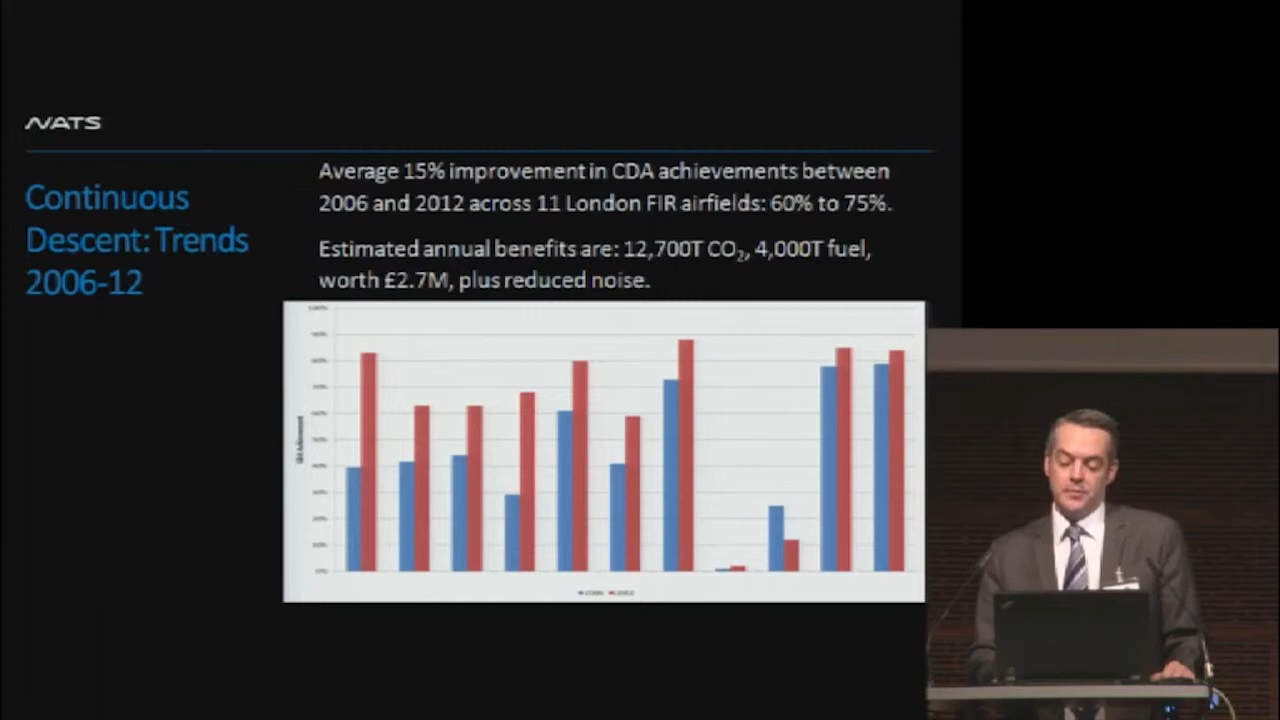 NATS
Continuous
Descent: Trends
2006-12
Average 15% improvement in CDA achievements between
2006 and 2012 across 11 London FIR airfields: 60% to 75%.
Estimated annual benefits are: 12,700T CO₂, 4,000T fuel,
worth £2.7M, plus reduced noise.